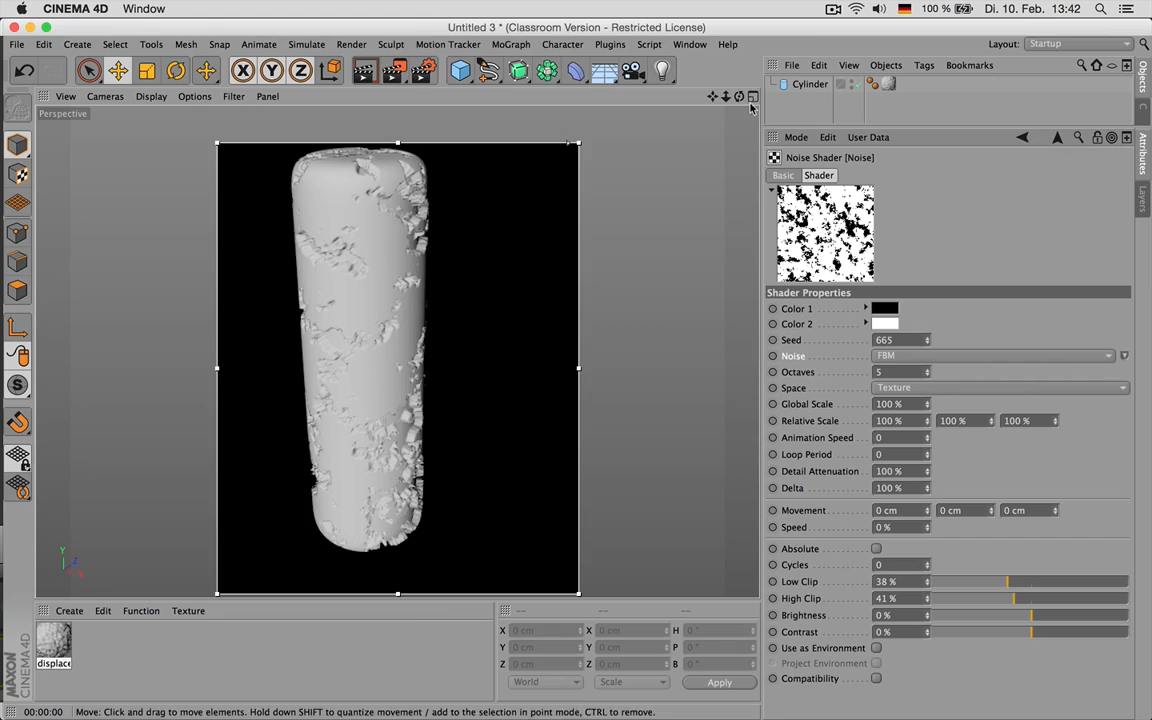 CINEMA 4D Window 100 % Di. 10. Feb. 13:42
Untitled 3 * (Classroom Version - Restricted License)
File Edit Create Select Tools Mesh Snap Animate Simulate Render Sculpt Motion Tracker MoGraph Character Plugins Script Window Help Layout: Startup
X Y Z
File Edit View Objects Tags Bookmarks
View Cameras Display Options Filter Panel
Cylinder
Perspective
Objects
C
Mode Edit User Data
Attributes
Layers
Noise Shader [Noise]
Basic Shader
Shader Properties
Color 1
Color 2
Seed 665
Noise FBM
Octaves 5
Space Texture
Global Scale 100 %
Relative Scale 100 % 100 % 100 %
Animation Speed 0
Loop Period 0
Detail Attenuation 100 %
Delta 100 %
Movement 0 cm 0 cm 0 cm
Speed 0 %
Absolute
Cycles 0
Low Clip 38 %
High Clip 41 %
Brightness 0 %
Contrast 0 %
Use as Environment
Project Environment
Compatibility
S
Y
Z
X
Create Edit Function Texture
-- -- --
displace
X 0 cm X 0 cm H 0 °
Y 0 cm Y 0 cm P 0 °
Z 0 cm Z 0 cm B 0 °
World Scale Apply
MAXON
CINEMA 4D
00:00:00 Move: Click and drag to move elements. Hold down SHIFT to quantize movement / add to the selection in point mode, CTRL to remove.